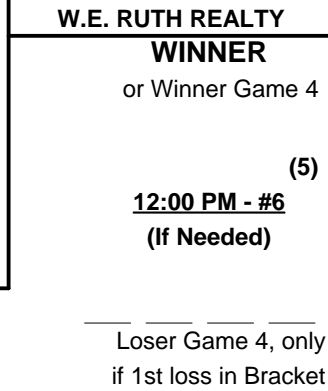 W.E. RUTH REALTY
WINNER
or Winner Game 4
(5)
12:00 PM - #6
(If Needed)
Loser Game 4, only
if 1st loss in Bracket